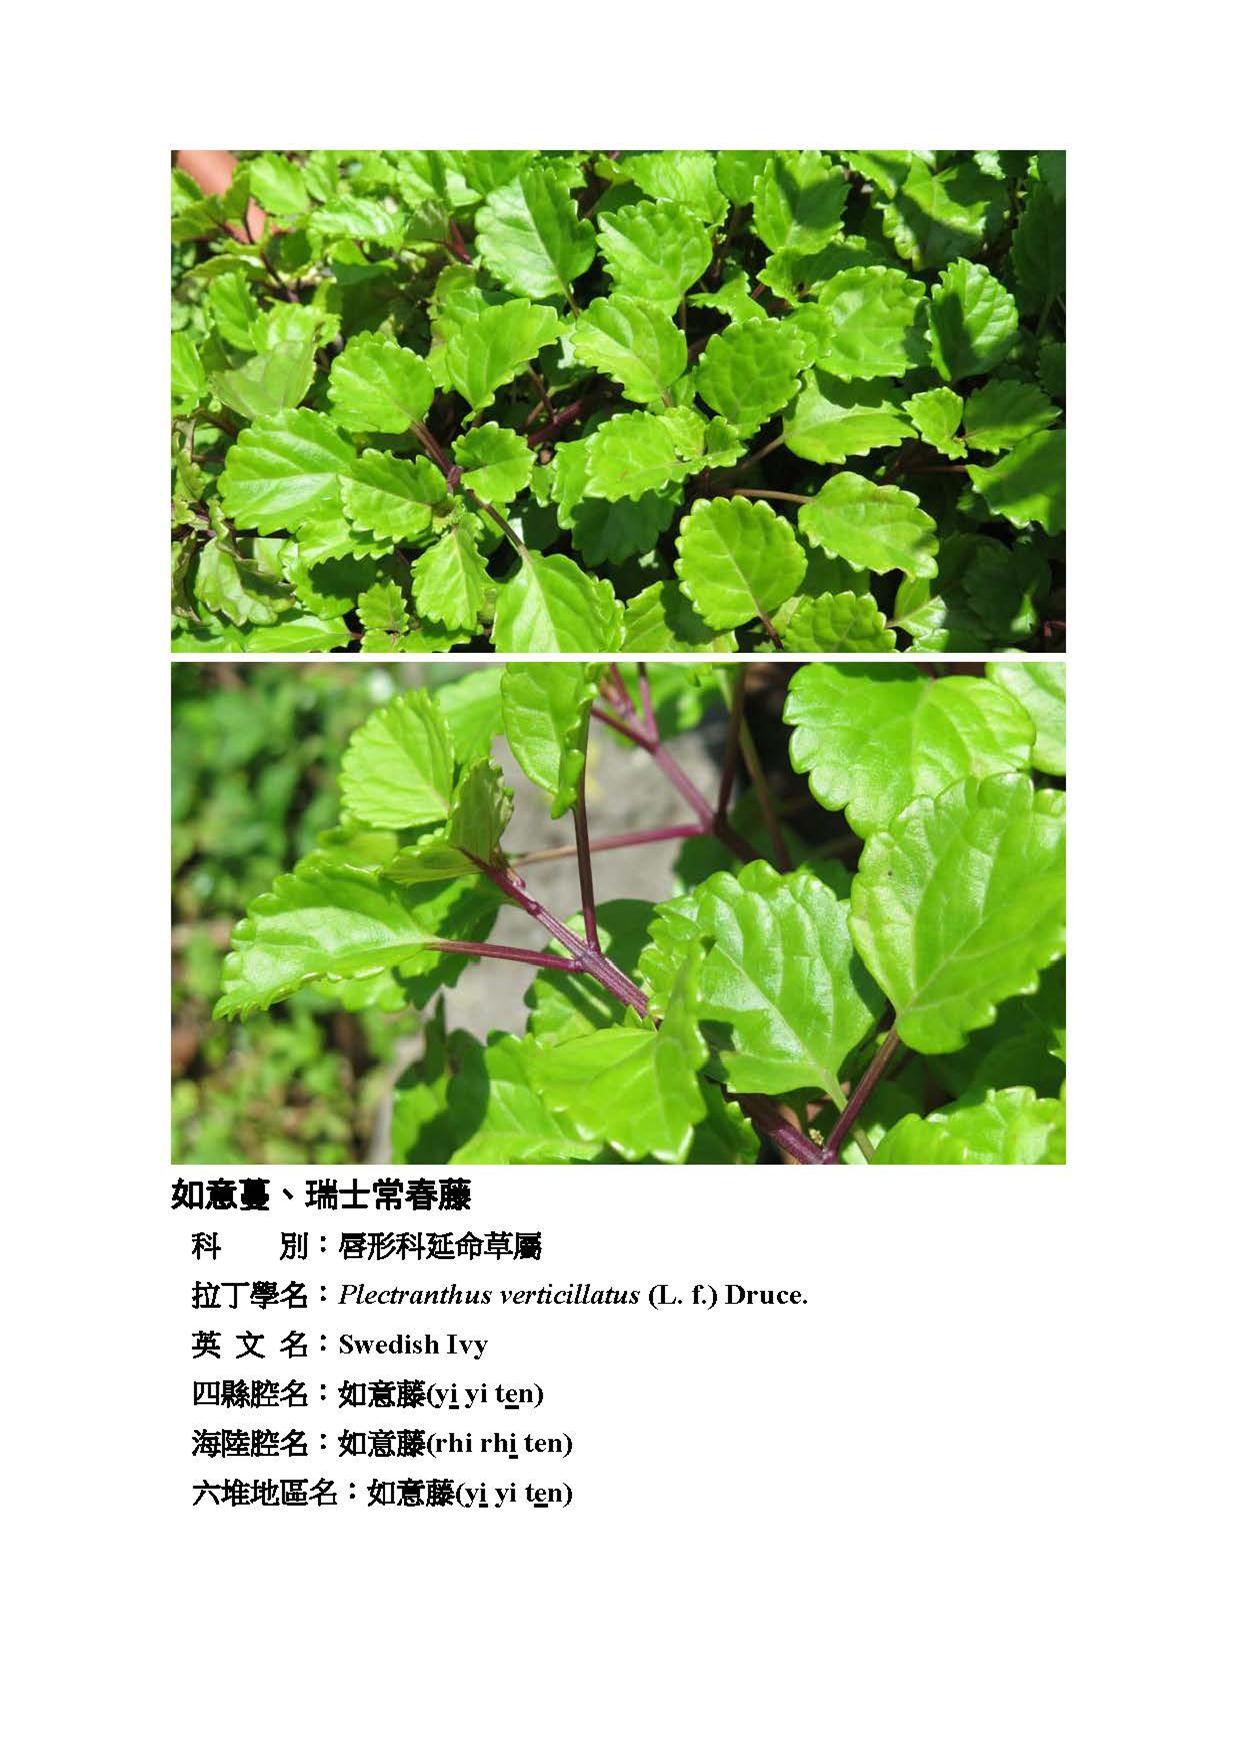 如意蔓、瑞士常春藤
科　　別：唇形科延命草屬
拉丁學名：Plectranthus verticillatus (L. f.) Druce.
英 文 名：Swedish Ivy
四縣腔名：如意藤(yi yi ten)
海陸腔名：如意藤(rhi rhi ten)
六堆地區名：如意藤(yi yi ten)